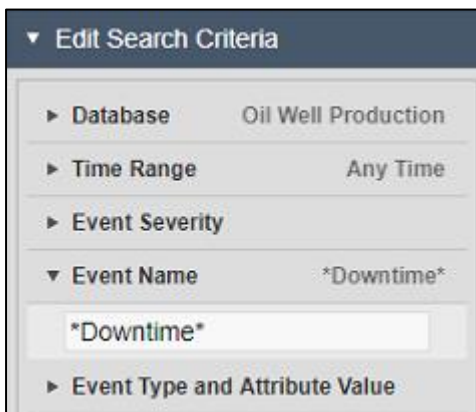 Edit Search Criteria
Database Oil Well Production
Time Range Any Time
Event Severity
Event Name *Downtime*
*Downtime*
Event Type and Attribute Value